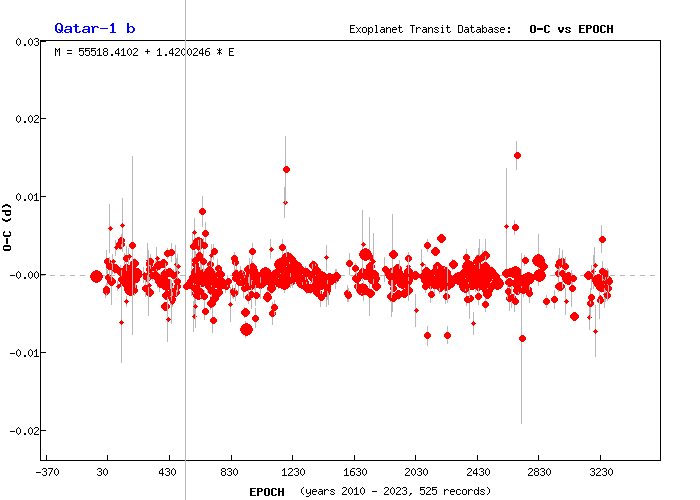 Qatar-1 b
Exoplanet Transit Database: O-C vs EPOCH
M = 55518.4102 + 1.4200246 * E
0.03
0.02
0.01
-0.00
-0.01
-0.02
O-C (d)
-370 30 430 830 1230 1630 2030 2430 2830 3230
EPOCH (years 2010 - 2023, 525 records)